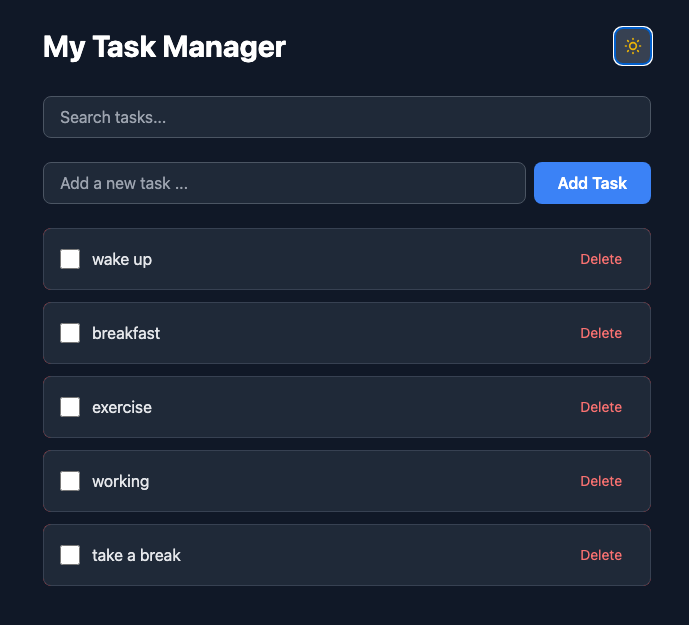 My Task Manager
Search tasks...
Add a new task ...
Add Task
wake up
Delete
breakfast
Delete
exercise
Delete
working
Delete
take a break
Delete